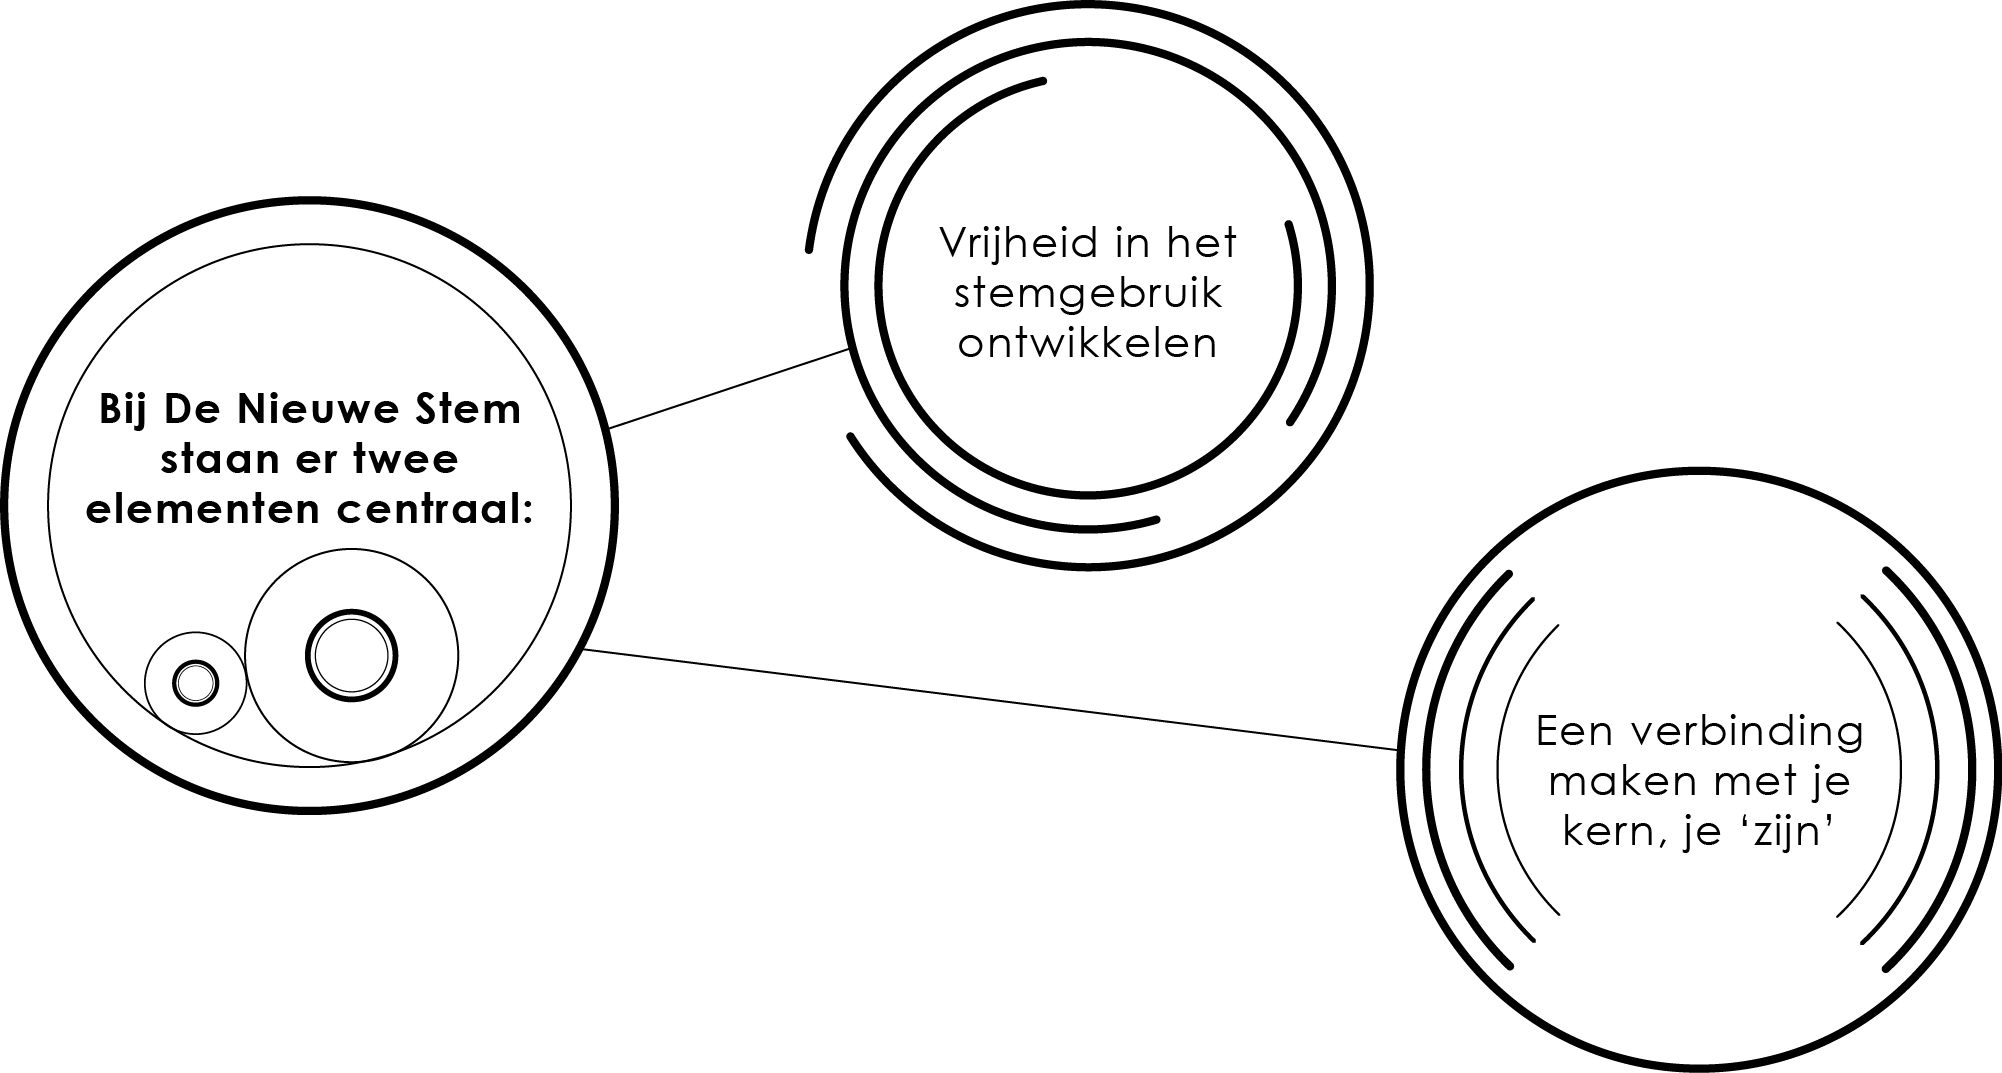 Bij De Nieuwe Stem
staan er twee
elementen centraal:
Vrijheid in het
stemgebruik
ontwikkelen
Een verbinding
maken met je
kern, je ‘zijn’